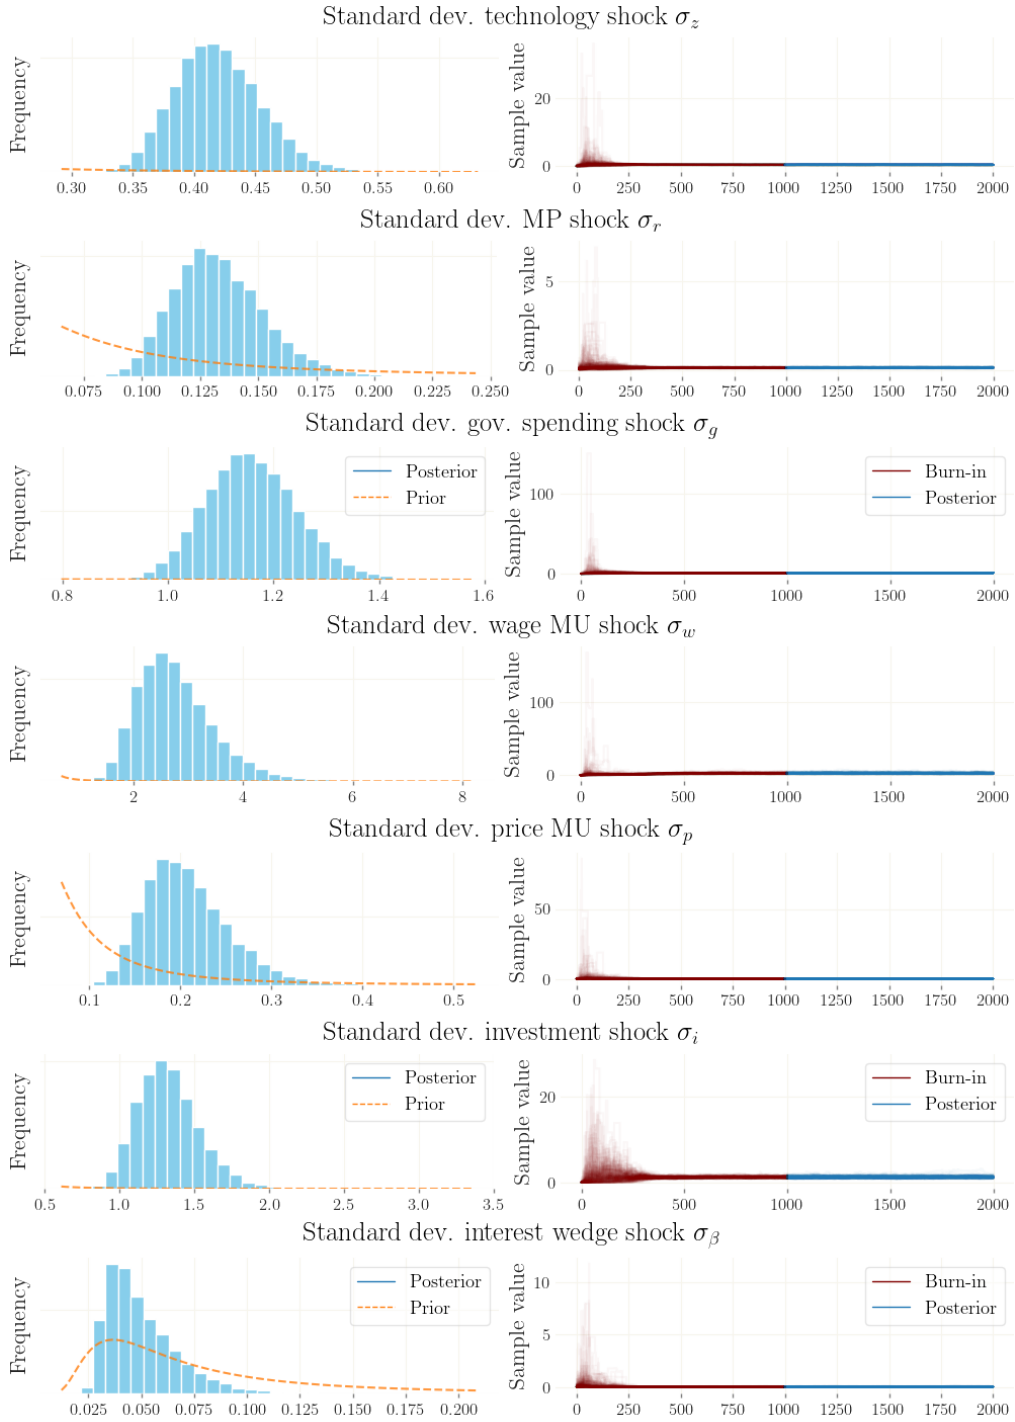 Standard dev. technology shock σ_z
Frequency
0.30 0.35 0.40 0.45 0.50 0.55 0.60
Sample value
20
0
0 250 500 750 1000 1250 1500 1750 2000
Standard dev. MP shock σ_r
Frequency
0.075 0.100 0.125 0.150 0.175 0.200 0.225 0.250
Sample value
5
0
0 250 500 750 1000 1250 1500 1750 2000
Standard dev. gov. spending shock σ_g
Frequency
Posterior
Prior
0.8 1.0 1.2 1.4 1.6
Sample value
100
0
Burn-in
Posterior
0 500 1000 1500 2000
Standard dev. wage MU shock σ_w
Frequency
2 4 6 8
Sample value
100
0
0 500 1000 1500 2000
Standard dev. price MU shock σ_p
Frequency
0.1 0.2 0.3 0.4 0.5
Sample value
50
0
0 250 500 750 1000 1250 1500 1750 2000
Standard dev. investment shock σ_i
Frequency
Posterior
Prior
0.5 1.0 1.5 2.0 2.5 3.0 3.5
Sample value
20
0
Burn-in
Posterior
0 500 1000 1500 2000
Standard dev. interest wedge shock σ_β
Frequency
Posterior
Prior
0.025 0.050 0.075 0.100 0.125 0.150 0.175 0.200
Sample value
10
5
0
Burn-in
Posterior
0 250 500 750 1000 1250 1500 1750 2000